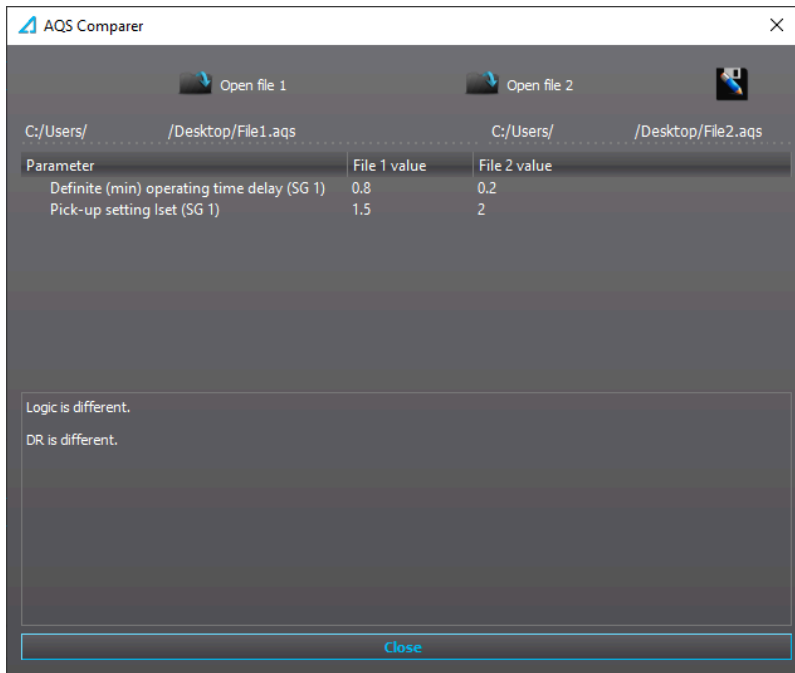 AQS Comparer
Open file 1 Open file 2
C:/Users/ /Desktop/File1.aqs C:/Users/ /Desktop/File2.aqs
Parameter File 1 value File 2 value
Definite (min) operating time delay (SG 1) 0.8 0.2
Pick-up setting Iset (SG 1) 1.5 2
Logic is different.
DR is different.
Close